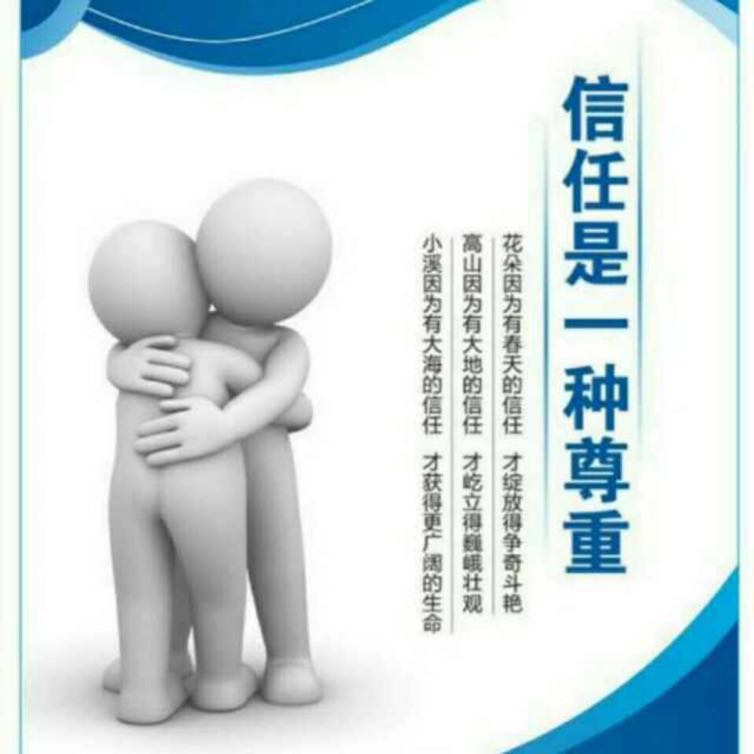 信任是一种尊重
花朵因为有春天的信任 才绽放得争奇斗艳
高山因为有大地的信任 才屹立得巍峨壮观
小溪因为有大海的信任 才获得更广阔的生命